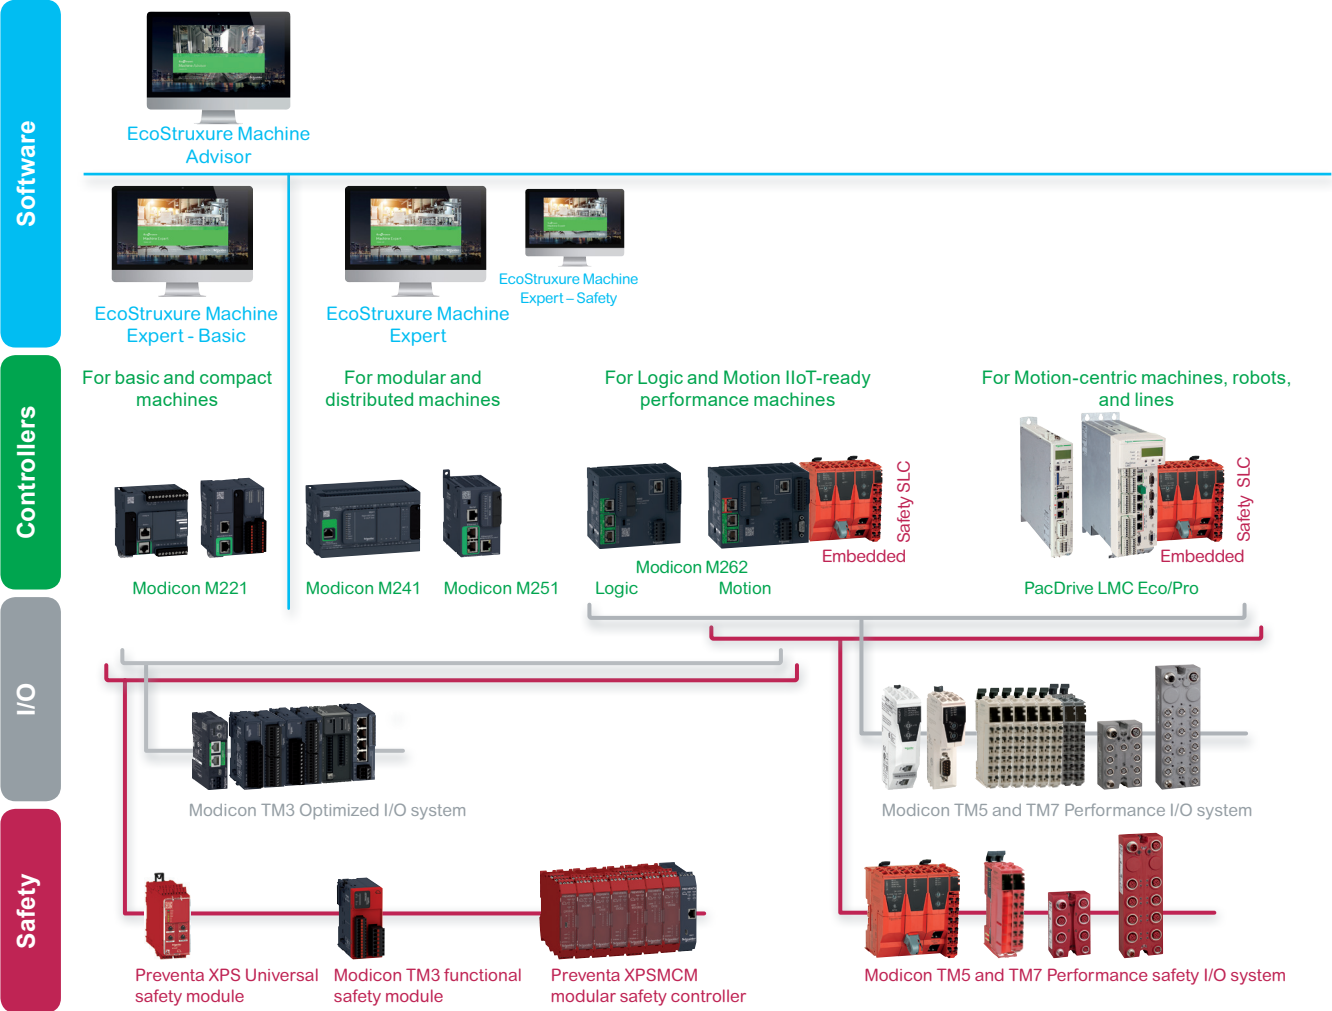 Software
EcoStruxure Machine
Advisor
EcoStruxure Machine
Expert - Basic
EcoStruxure Machine
Expert
EcoStruxure Machine
Expert – Safety
Controllers
For basic and compact
machines
For modular and
distributed machines
For Logic and Motion IIoT-ready
performance machines
For Motion-centric machines, robots,
and lines
Modicon M221
Modicon M241
Modicon M251
Modicon M262
Logic
Motion
Embedded
Safety SLC
PacDrive LMC Eco/Pro
Embedded
Safety SLC
I/O
Modicon TM3 Optimized I/O system
Modicon TM5 and TM7 Performance I/O system
Safety
Preventa XPS Universal
safety module
Modicon TM3 functional
safety module
Preventa XPSMCM
modular safety controller
Modicon TM5 and TM7 Performance safety I/O system